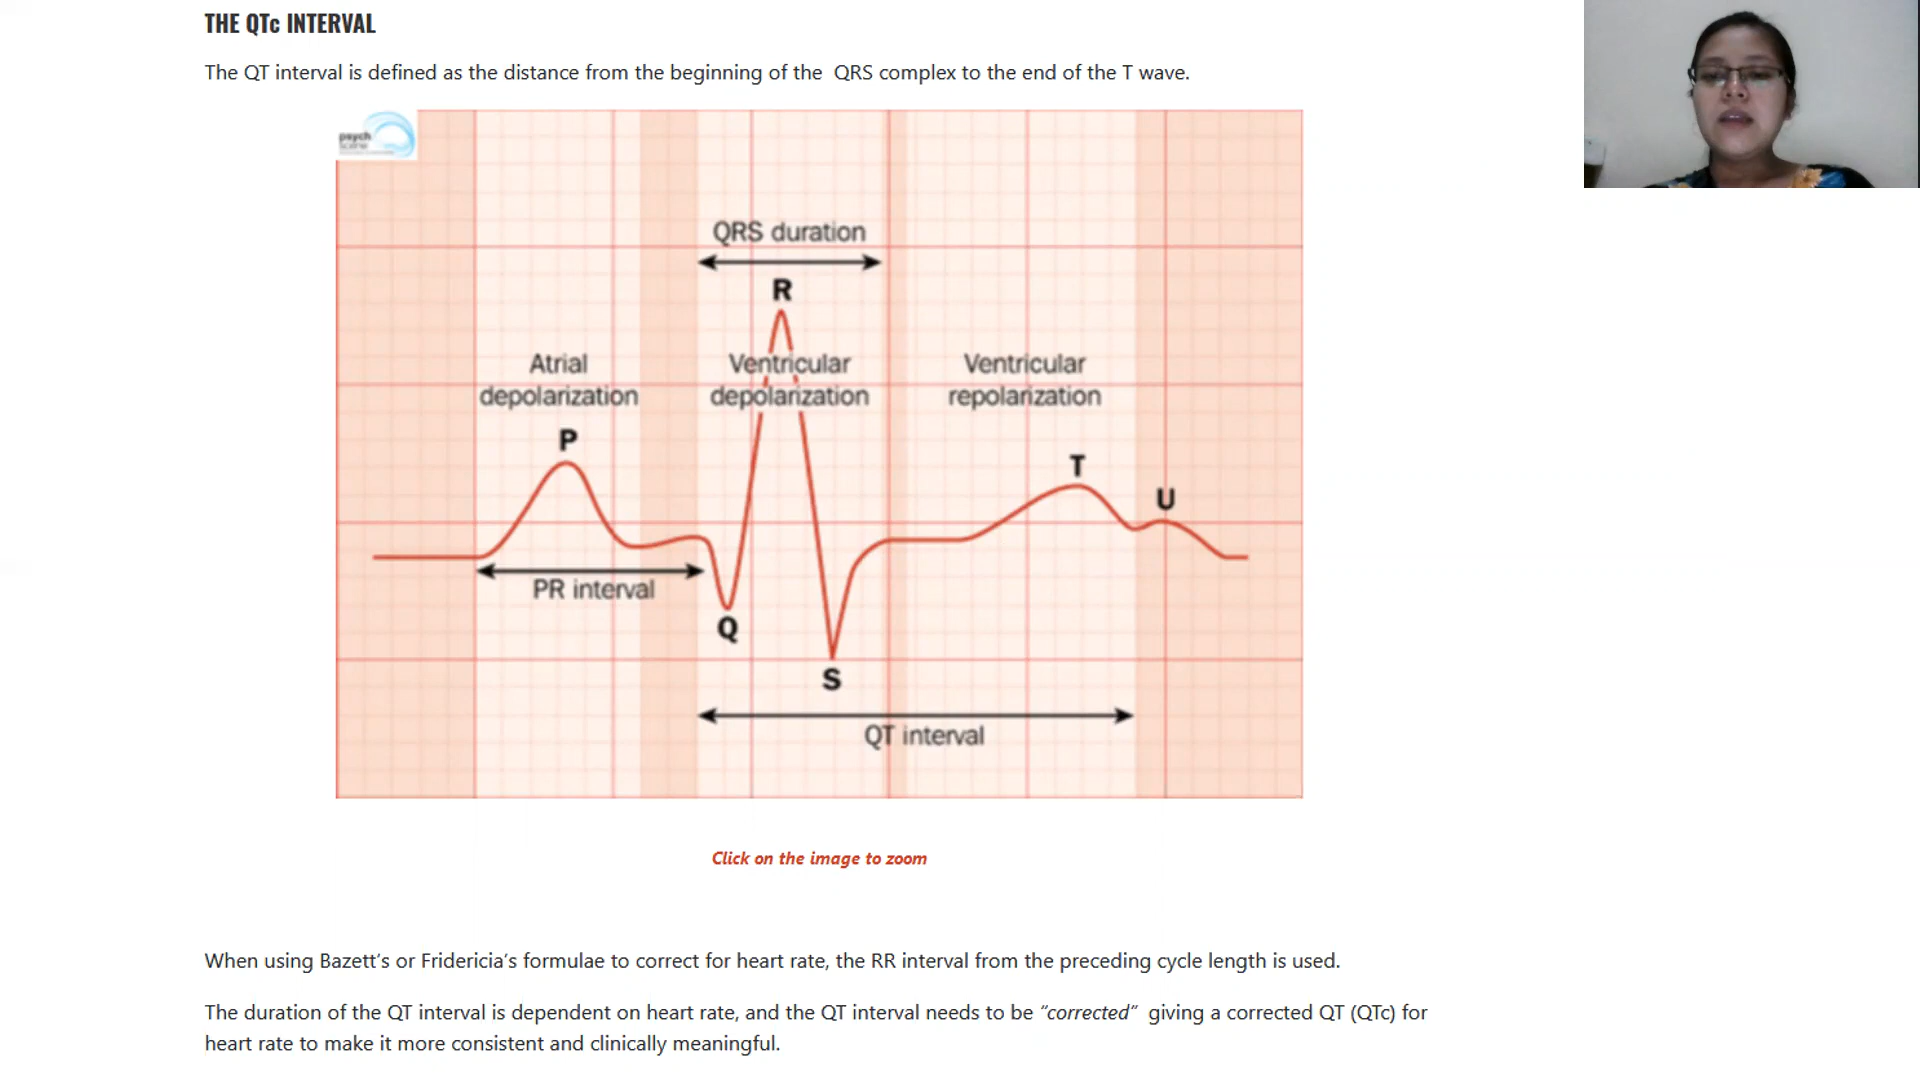 THE QTc INTERVAL
The QT interval is defined as the distance from the beginning of the QRS complex to the end of the T wave.
psych
scene
QRS duration
R
Atrial
depolarization
Ventricular
depolarization
Ventricular
repolarization
P
T
U
PR interval
Q
S
QT interval
Click on the image to zoom
When using Bazett's or Fridericia's formulae to correct for heart rate, the RR interval from the preceding cycle length is used.
The duration of the QT interval is dependent on heart rate, and the QT interval needs to be “corrected” giving a corrected QT (QTc) for
heart rate to make it more consistent and clinically meaningful.